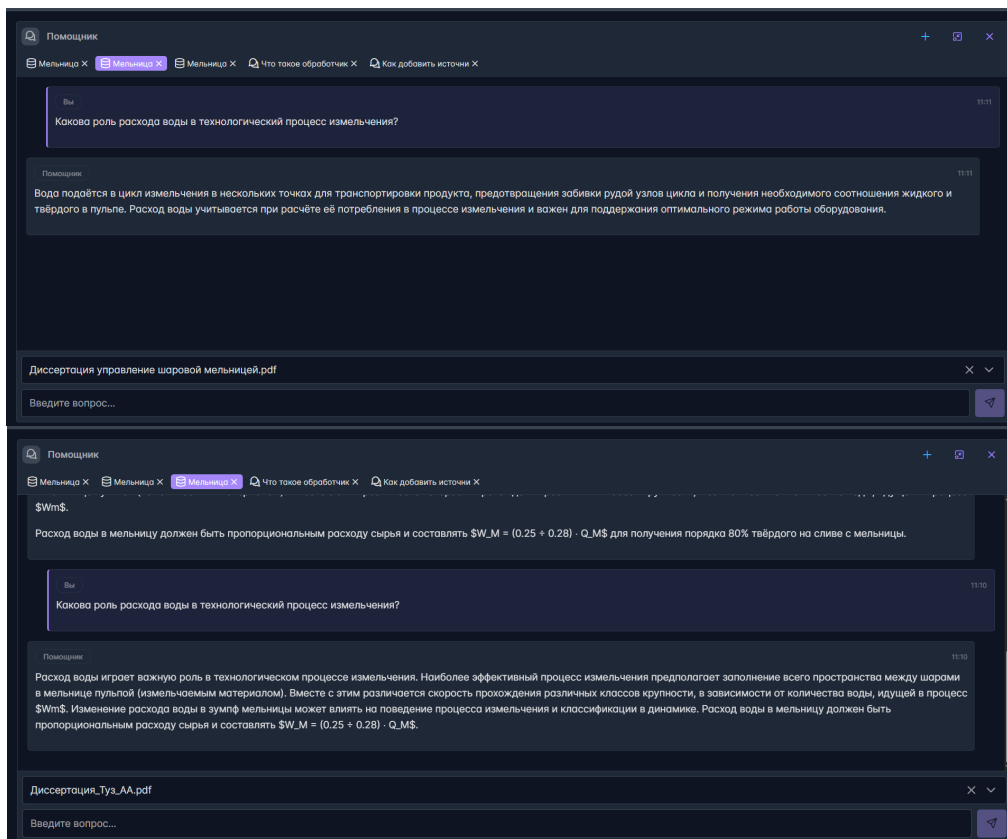 Помощник
Мельница Мельница Мельница Что такое обработчик Как добавить источни
Вы 11:11
Какова роль расхода воды в технологический процесс измельчения?
Помощник 11:11
Вода подаётся в цикл измельчения в нескольких точках для транспортировки продукта, предотвращения забивки рудой узлов цикла и получения необходимого соотношения жидкого и
твёрдого в пульпе. Расход воды учитывается при расчёте её потребления в процессе измельчения и важен для поддержания оптимального режима работы оборудования.
Диссертация управление шаровой мельницей.pdf
Введите вопрос...
Помощник
Мельница Мельница Мельница Что такое обработчик Как добавить источни
$Wm$.
Расход воды в мельницу должен быть пропорциональным расходу сырья и составлять $W_M = (0.25 ÷ 0.28) · Q_M$ для получения порядка 80% твёрдого на сливе с мельницы.
Вы 11:10
Какова роль расхода воды в технологический процесс измельчения?
Помощник 11:10
Расход воды играет важную роль в технологическом процессе измельчения. Наиболее эффективный процесс измельчения предполагает заполнение всего пространства между шарами
в мельнице пульпой (измельчаемым материалом). Вместе с этим различается скорость прохождения различных классов крупности, в зависимости от количества воды, идущей в процесс
$Wm$. Изменение расхода воды в зумпф мельницы может влиять на поведение процесса измельчения и классификации в динамике. Расход воды в мельницу должен быть
пропорциональным расходу сырья и составлять $W_M = (0.25 ÷ 0.28) · Q_M$.
Диссертация_Туз_АА.pdf
Введите вопрос...